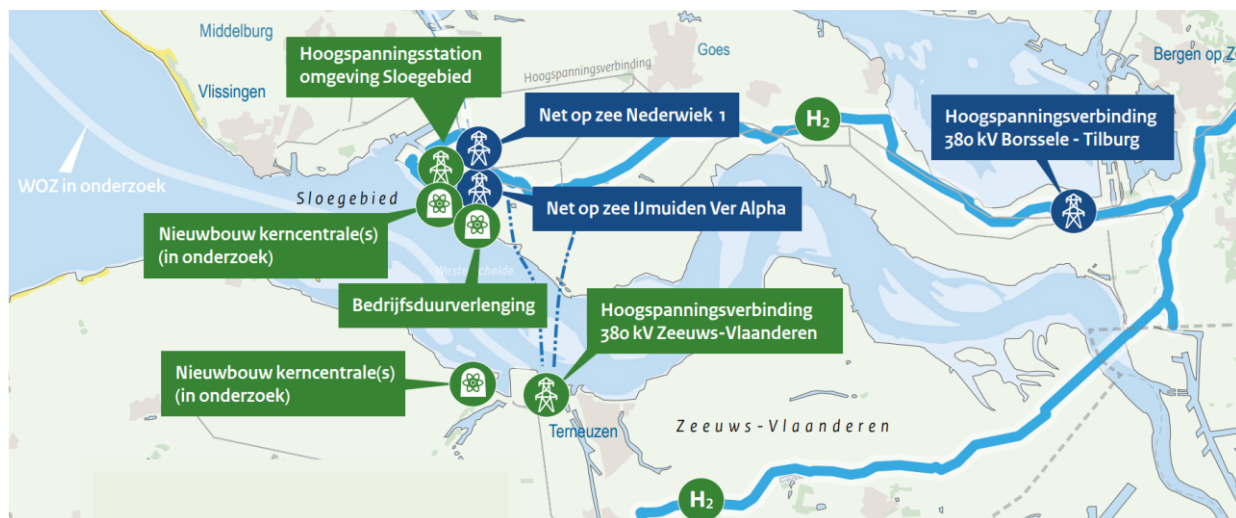 Middelburg
Hoogspanningsstation
omgeving Sloegebied
Goes
Bergen op Zo
Hoogspanningsverbinding
Vlissingen
Net op zee Nederwiek 1
H2
Hoogspanningsverbinding
380 kV Borssele - Tilburg
WOZ in onderzoek
Sloegebied
Net op zee IJmuiden Ver Alpha
Nieuwbouw kerncentrale(s)
(in onderzoek)
Westerschelde
Bedrijfsduurverlenging
Hoogspanningsverbinding
380 kV Zeeuws-Vlaanderen
Nieuwbouw kerncentrale(s)
(in onderzoek)
Terneuzen
Zeeuws-Vlaanderen
H2